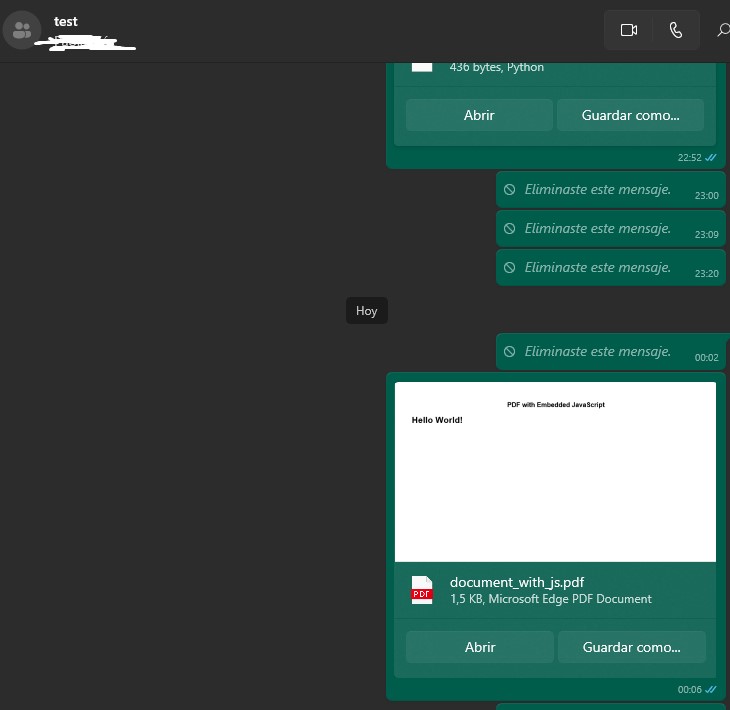 test
436 bytes, Python
Abrir
Guardar como...
22:52
Eliminaste este mensaje.
23:00
Eliminaste este mensaje.
23:09
Eliminaste este mensaje.
23:20
Hoy
Eliminaste este mensaje.
00:02
PDF with Embedded JavaScript
Hello World!
PDF
document_with_js.pdf
1,5 KB, Microsoft Edge PDF Document
Abrir
Guardar como...
00:06